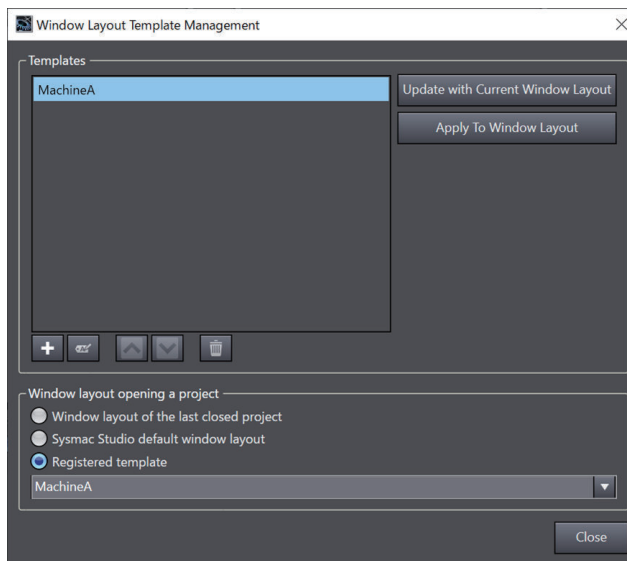 Window Layout Template Management
Templates
MachineA
Update with Current Window Layout
Apply To Window Layout
Window layout opening a project
Window layout of the last closed project
Sysmac Studio default window layout
Registered template
MachineA
Close